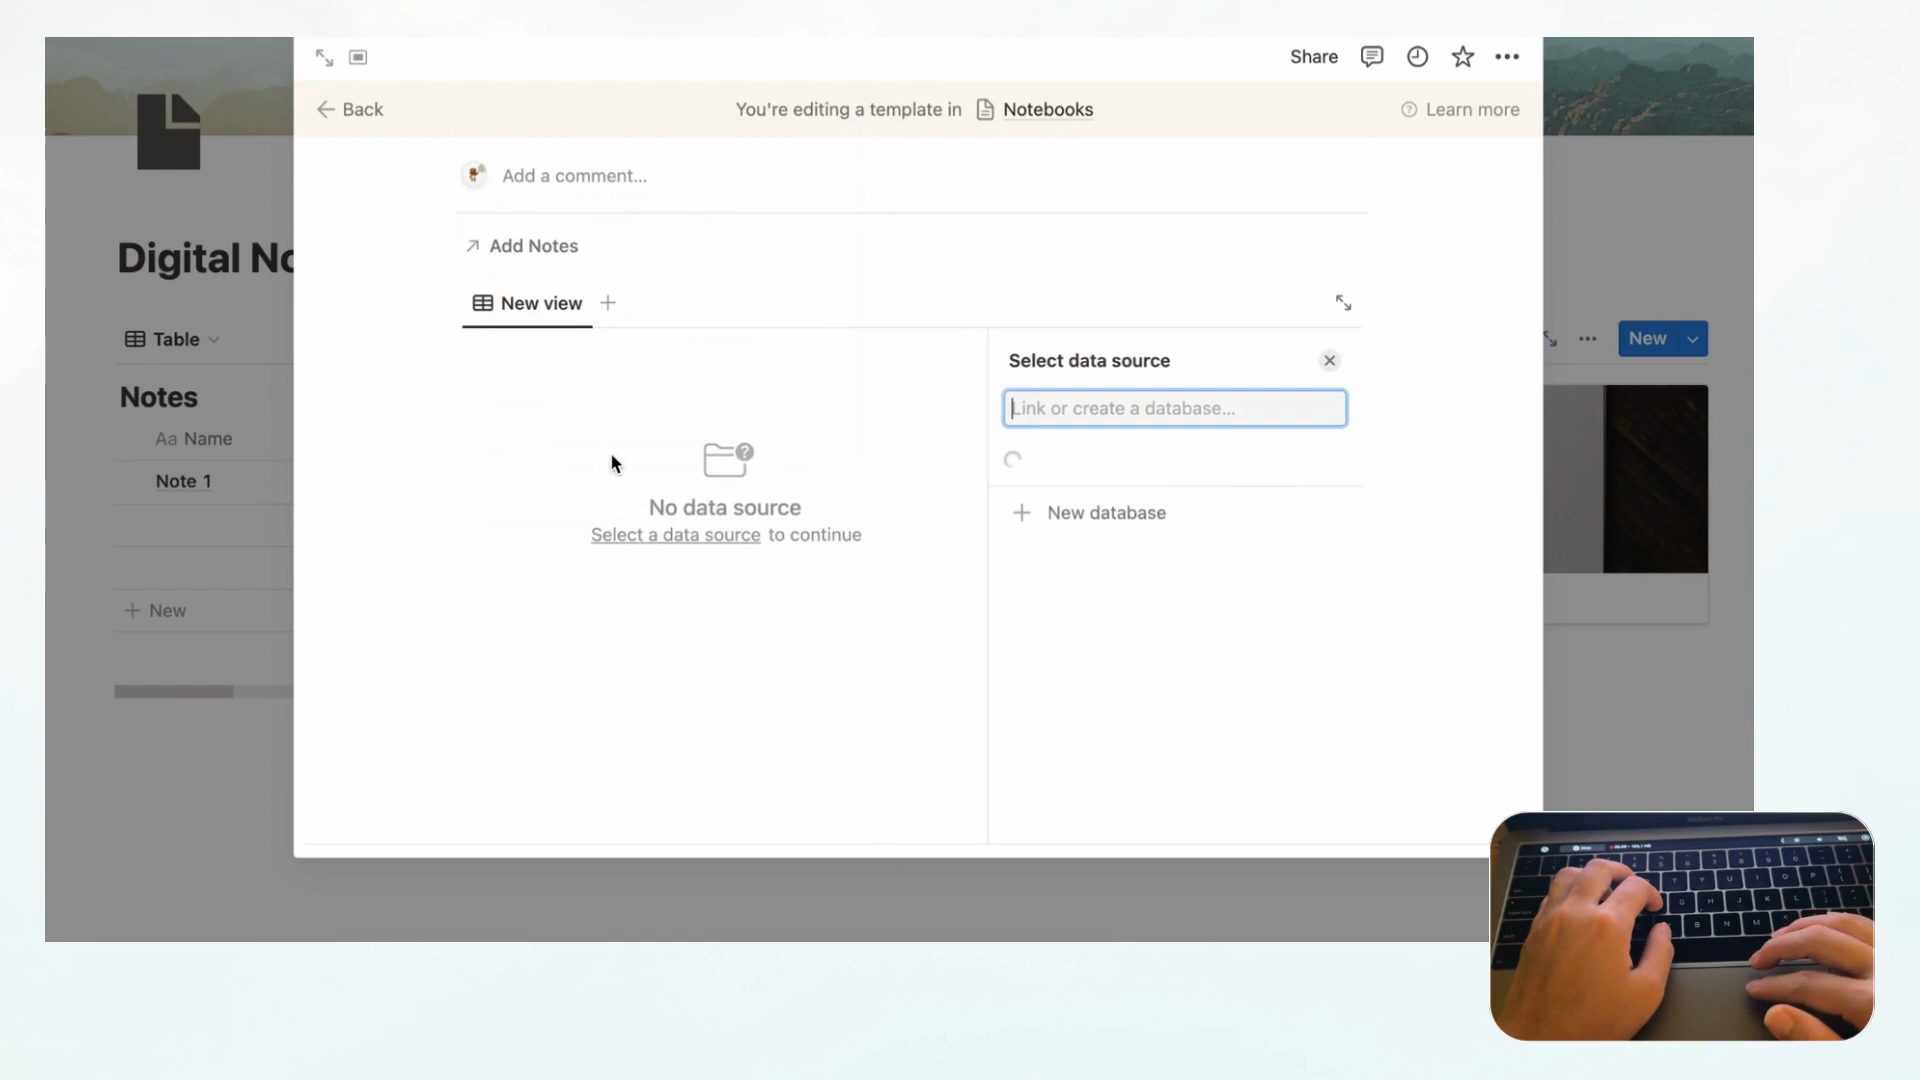 Share
Back
You're editing a template in Notebooks
Learn more
Add a comment...
Digital No
Add Notes
New view
Table
New
Select data source
Notes
Link or create a database...
Aa Name
Note 1
No data source
Select a data source to continue
New database
New